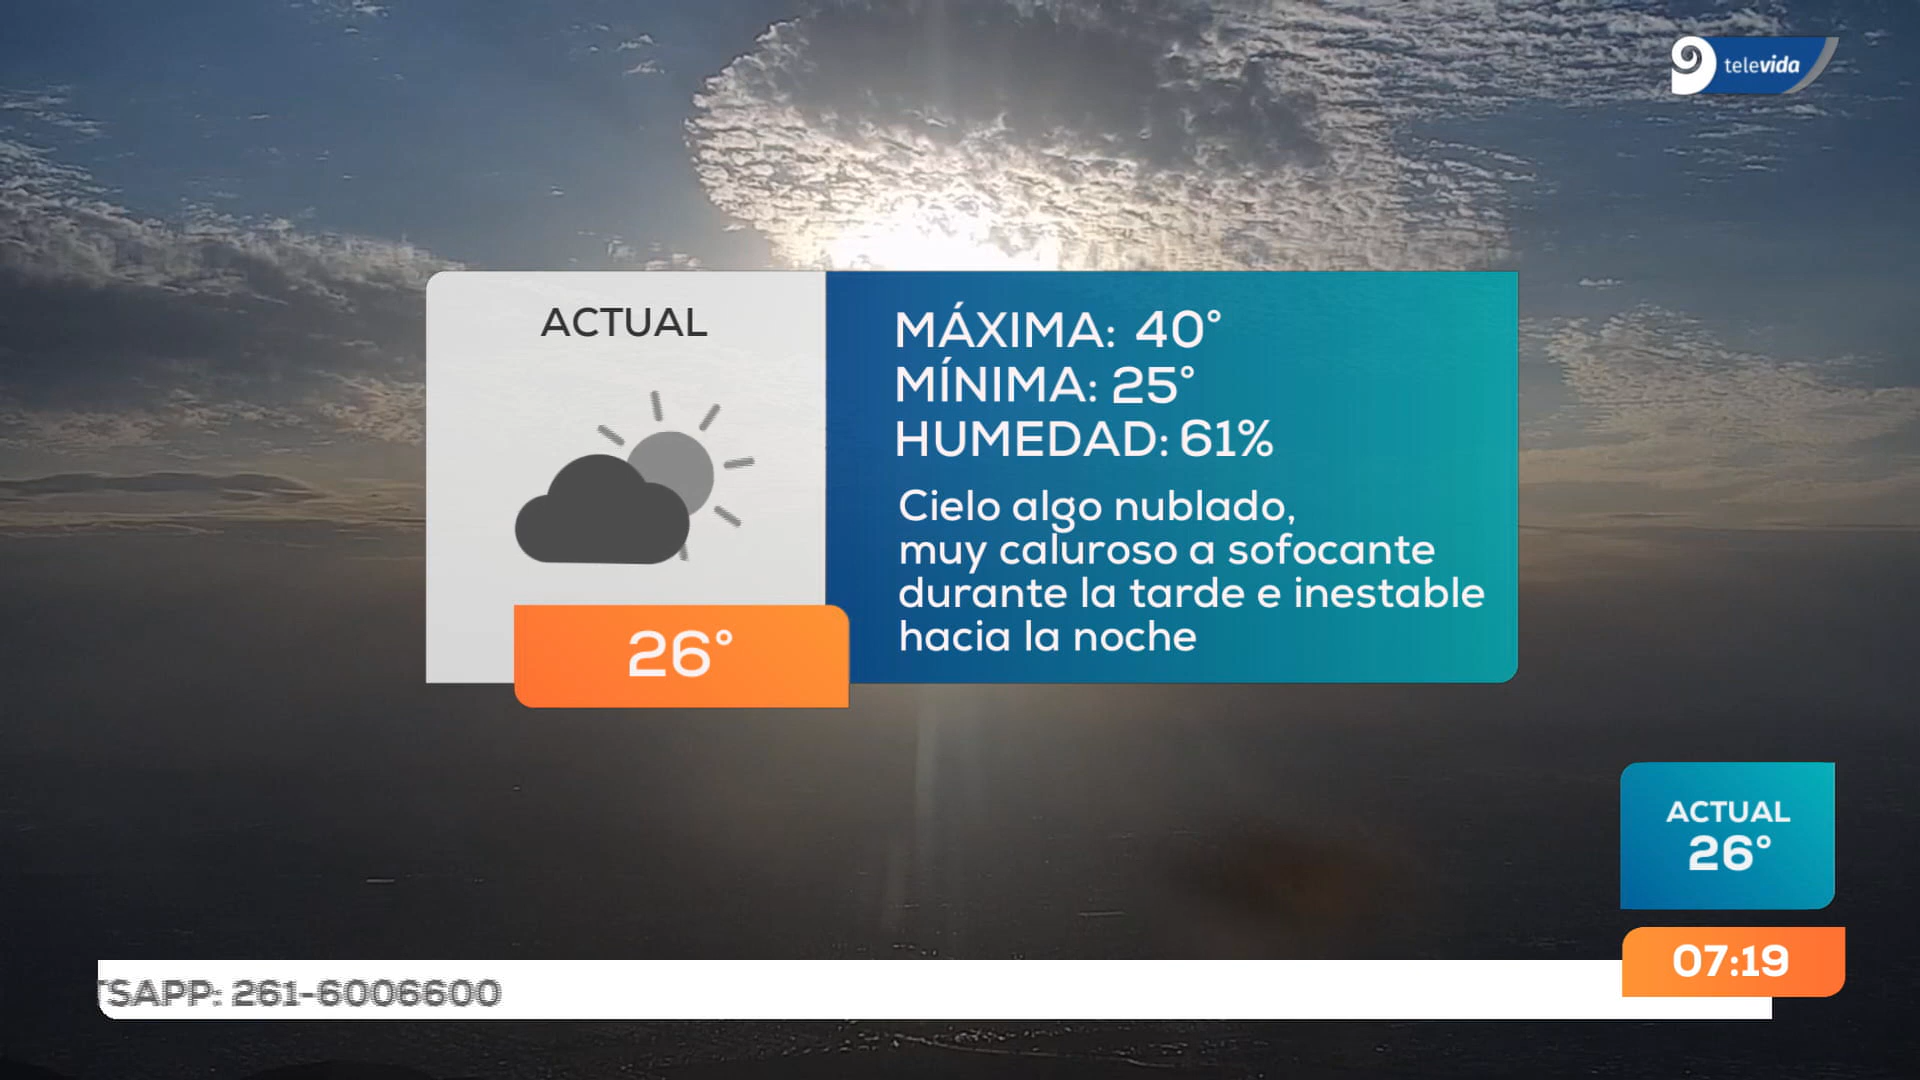 9 televida
ACTUAL
26°
MÁXIMA: 40°
MÍNIMA: 25°
HUMEDAD: 61%
Cielo algo nublado,
muy caluroso a sofocante
durante la tarde e inestable
hacia la noche
ACTUAL
26°
07:19
TSAPP: 261-6006600